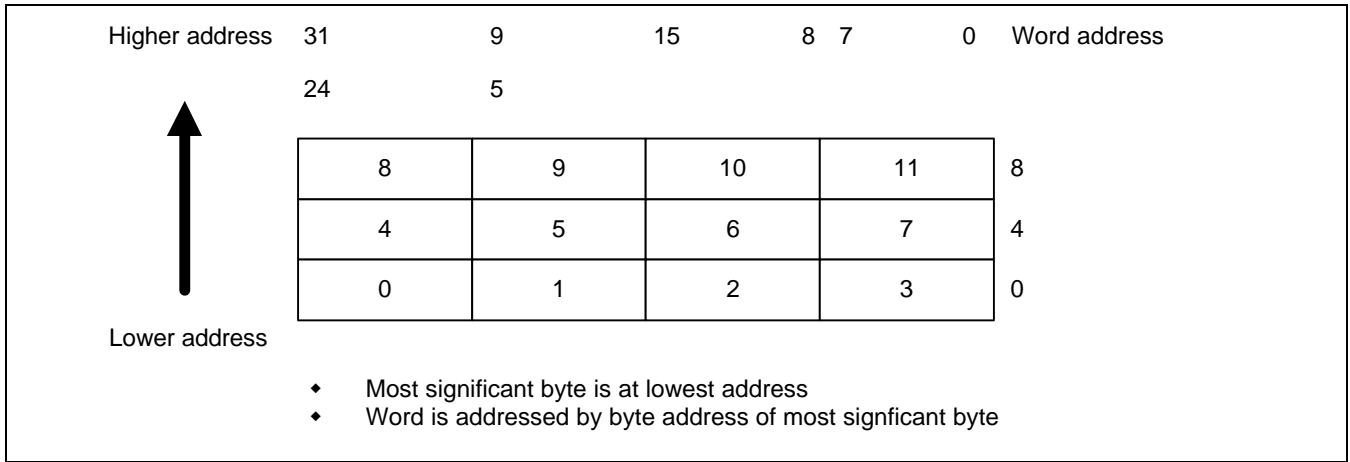 Higher address 31 9 15 8 7 0 Word address
24 5
8 9 10 11 8
4 5 6 7 4
0 1 2 3 0
Lower address
◆ Most significant byte is at lowest address
◆ Word is addressed by byte address of most signficant byte